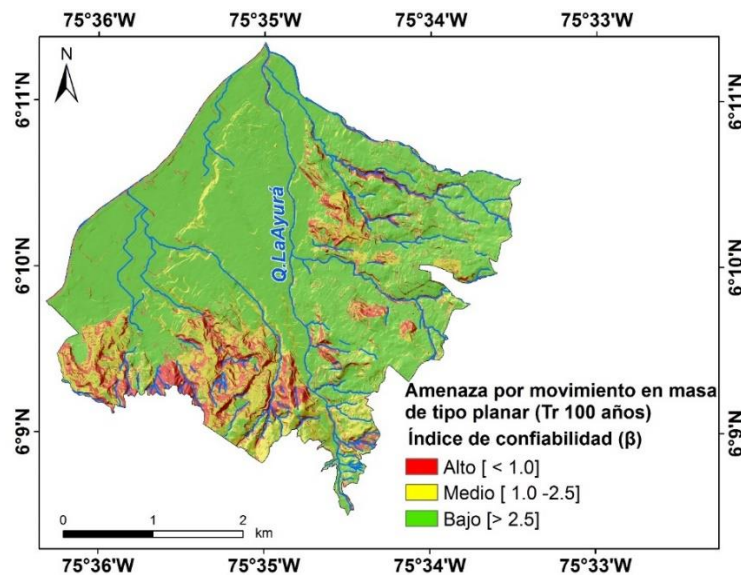 75°36'W 75°35'W 75°34'W 75°33'W
N
6°11'N 6°11'N
Q.LaAyurá
6°10'N 6°10'N
Amenaza por movimiento en masa
de tipo planar (Tr 100 años)
Índice de confiabilidad (β)
6°9'N 6°9'N
Alto [ < 1.0]
Medio [ 1.0 -2.5]
Bajo [> 2.5]
0 1 2
km
75°36'W 75°35'W 75°34'W 75°33'W